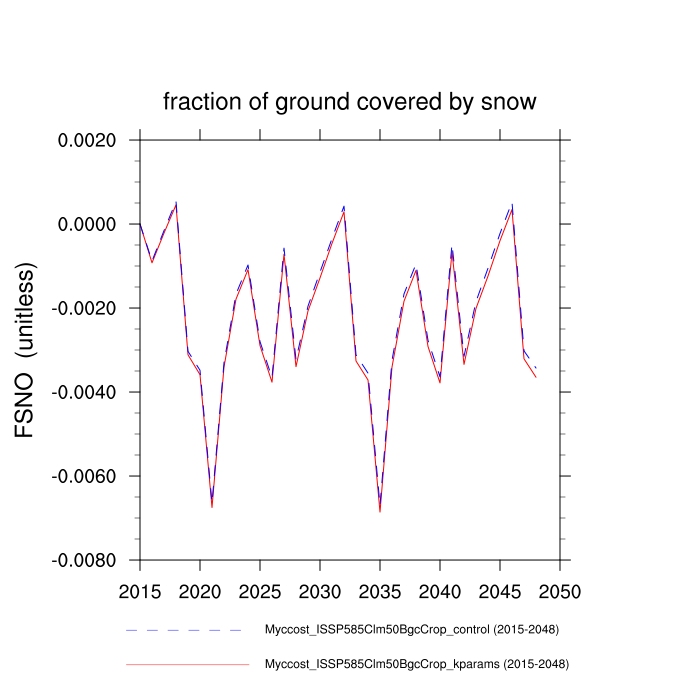 fraction of ground covered by snow
0.0020
0.0000
-0.0020
-0.0040
-0.0060
-0.0080
FSNO (unitless)
2015 2020 2025 2030 2035 2040 2045 2050
Myccost_ISSP585Clm50BgcCrop_control (2015-2048)
Myccost_ISSP585Clm50BgcCrop_kparams (2015-2048)